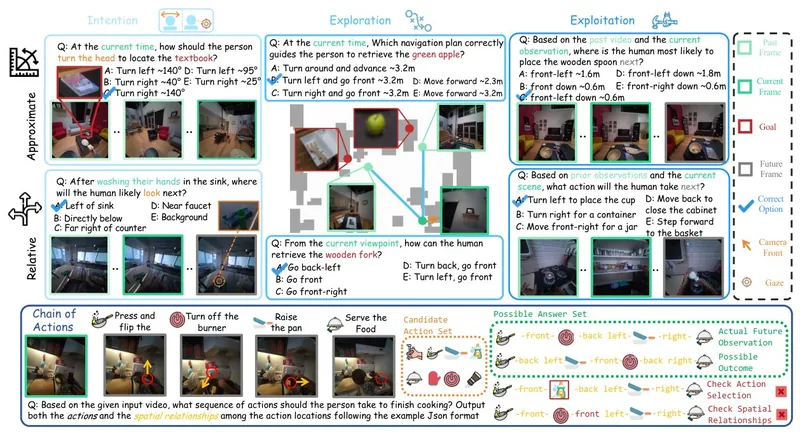 Intention
Exploration
Exploitation
Approximate
Q: At the current time, how should the person
turn the head to locate the textbook?
A: Turn left ~140° D: Turn left ~95°
B: Turn right ~40° E: Turn right ~25°
C: Turn right ~140°
Q: At the current time, Which navigation plan correctly
guides the person to retrieve the green apple?
A: Turn around and advance ~3.2m
B: Turn left and go front ~3.2m D: Move forward ~2.3m
C: Turn right and go front ~3.2m E: Move forward ~3.2m
Q: Based on the past video and the current
observation, where is the human most likely to
place the wooden spoon next?
A: front-left ~1.6m D: front-left down ~1.8m
B: front down ~0.6m E: front-right down ~0.6m
C: front-left down ~0.6m
Past
Frame
Current
Frame
Goal
Future
Frame
Correct
Option
Camera
Front
Gaze
Relative
Q: After washing their hands in the sink, where
will the human likely look next?
A: Left of sink D: Near faucet
B: Directly below E: Background
C: Far right of counter
Q: From the current viewpoint, how can the human
retrieve the wooden fork?
A: Go back-left D: Turn back, go front
B: Go front E: Turn left, go front
C: Go front-right
Q: Based on prior observations and the current
scene, what action will the human take next?
A: Turn left to place the cup D: Move back to
B: Turn right for a container close the cabinet
C: Move front-right for a jar E: Step forward
to the basket
Chain of
Actions
Press and
flip the
Turn off the
burner
Raise
the pan
Serve the
Food
Candidate
Action Set
Possible Answer Set
-front- -back left- -right- Actual Future
Observation
-back left- -front- -back right- Possible
Outcome
-front- -back left- -right- Check Action
Selection
-front- -front left- -right- Check Spatial
Relationships
Q: Based on the given input video, what sequence of actions should the person take to finish cooking? Output
both the actions and the spatial relationships among the action locations following the example Json format